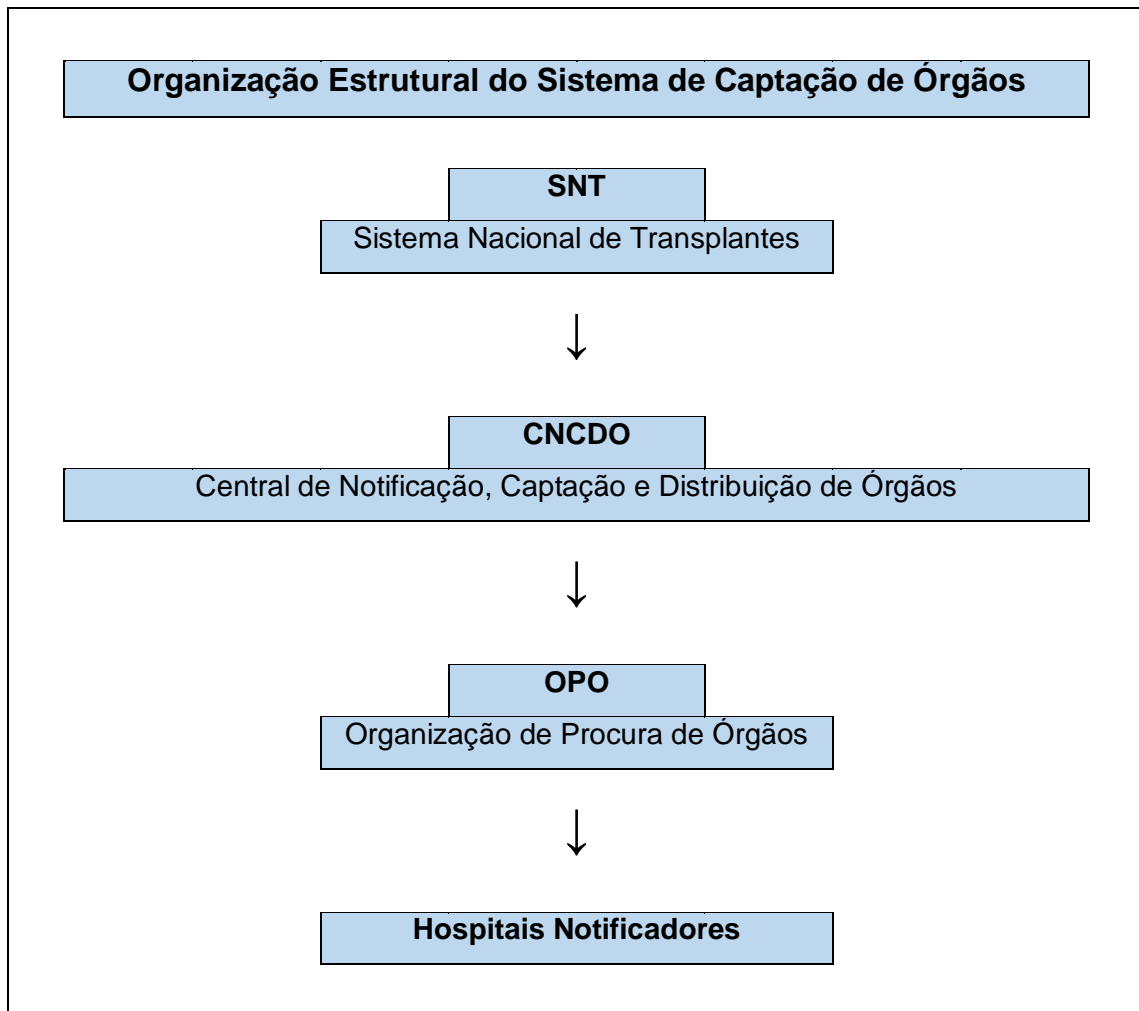 Organização Estrutural do Sistema de Captação de Órgãos
SNT
Sistema Nacional de Transplantes
↓
CNCDO
Central de Notificação, Captação e Distribuição de Órgãos
↓
OPO
Organização de Procura de Órgãos
↓
Hospitais Notificadores